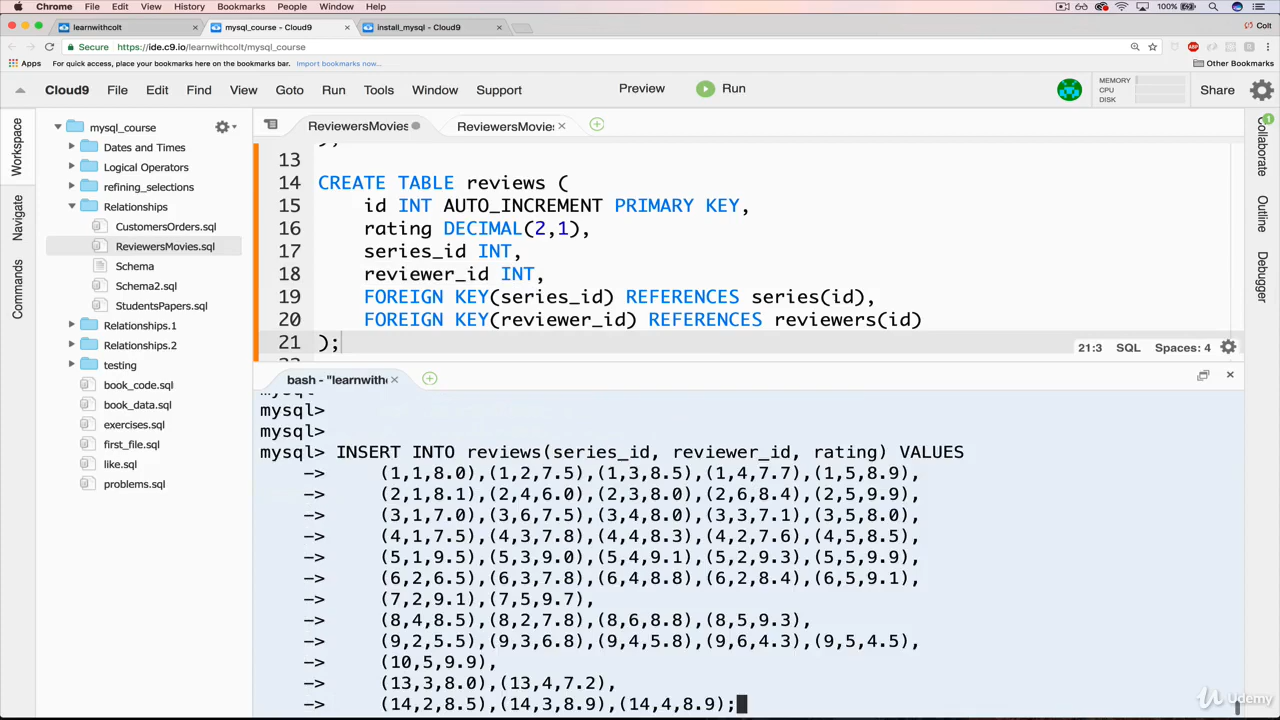 Chrome File Edit View History Bookmarks People Window Help 100%
learnwithcolt
mysql_course - Cloud9
install_mysql - Cloud9
Colt
Secure https://ide.c9.io/learnwithcolt/mysql_course
Apps For quick access, place your bookmarks here on the bookmarks bar. Import bookmarks now...
Other Bookmarks
Cloud9 File Edit Find View Goto Run Tools Window Support
Preview Run
MEMORY
CPU
DISK
Share
Workspace
Navigate
Commands
mysql_course
Dates and Times
Logical Operators
refining_selections
Relationships
CustomersOrders.sql
ReviewersMovies.sql
Schema
Schema2.sql
StudentsPapers.sql
Relationships.1
Relationships.2
testing
book_code.sql
book_data.sql
exercises.sql
first_file.sql
like.sql
problems.sql
ReviewersMovies
ReviewersMovie:
13
14 CREATE TABLE reviews (
15 id INT AUTO_INCREMENT PRIMARY KEY,
16 rating DECIMAL(2,1),
17 series_id INT,
18 reviewer_id INT,
19 FOREIGN KEY(series_id) REFERENCES series(id),
20 FOREIGN KEY(reviewer_id) REFERENCES reviewers(id)
21 );
21:3 SQL Spaces: 4
Collaborate
1
Outline
Debugger
bash - "learnwith
mysql>
mysql>
mysql> INSERT INTO reviews(series_id, reviewer_id, rating) VALUES
-> (1,1,8.0),(1,2,7.5),(1,3,8.5),(1,4,7.7),(1,5,8.9),
-> (2,1,8.1),(2,4,6.0),(2,3,8.0),(2,6,8.4),(2,5,9.9),
-> (3,1,7.0),(3,6,7.5),(3,4,8.0),(3,3,7.1),(3,5,8.0),
-> (4,1,7.5),(4,3,7.8),(4,4,8.3),(4,2,7.6),(4,5,8.5),
-> (5,1,9.5),(5,3,9.0),(5,4,9.1),(5,2,9.3),(5,5,9.9),
-> (6,2,6.5),(6,3,7.8),(6,4,8.8),(6,2,8.4),(6,5,9.1),
-> (7,2,9.1),(7,5,9.7),
-> (8,4,8.5),(8,2,7.8),(8,6,8.8),(8,5,9.3),
-> (9,2,5.5),(9,3,6.8),(9,4,5.8),(9,6,4.3),(9,5,4.5),
-> (10,5,9.9),
-> (13,3,8.0),(13,4,7.2),
-> (14,2,8.5),(14,3,8.9),(14,4,8.9);
Udemy